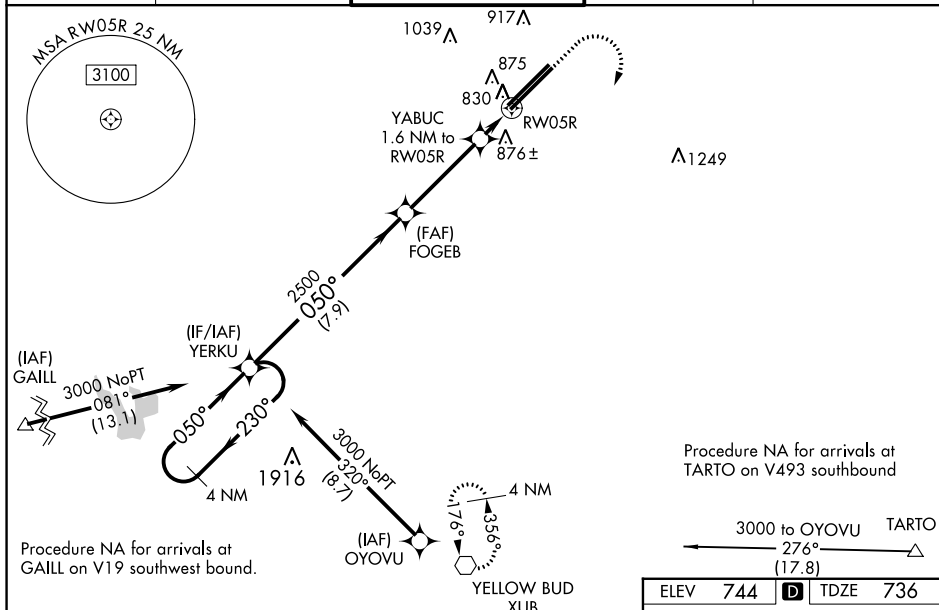 MSA RW05R 25 NM
3100
1039
917
875
830
RW05R
YABUC
1.6 NM to
RW05R
876±
1249
(FAF)
FOGEB
2500
050°
(7.9)
(IF/IAF)
YERKU
(IAF)
GAILL
3000 NoPT
081°
(13.1)
050°
230°
4 NM
1916
3000 NoPT
320°
(8.7)
(IAF)
OYOVU
4 NM
176°
356°
YELLOW BUD
XUB
Procedure NA for arrivals at
GAILL on V19 southwest bound.
Procedure NA for arrivals at
TARTO on V493 southbound
3000 to OYOVU
276°
(17.8)
TARTO
ELEV 744 D TDZE 736